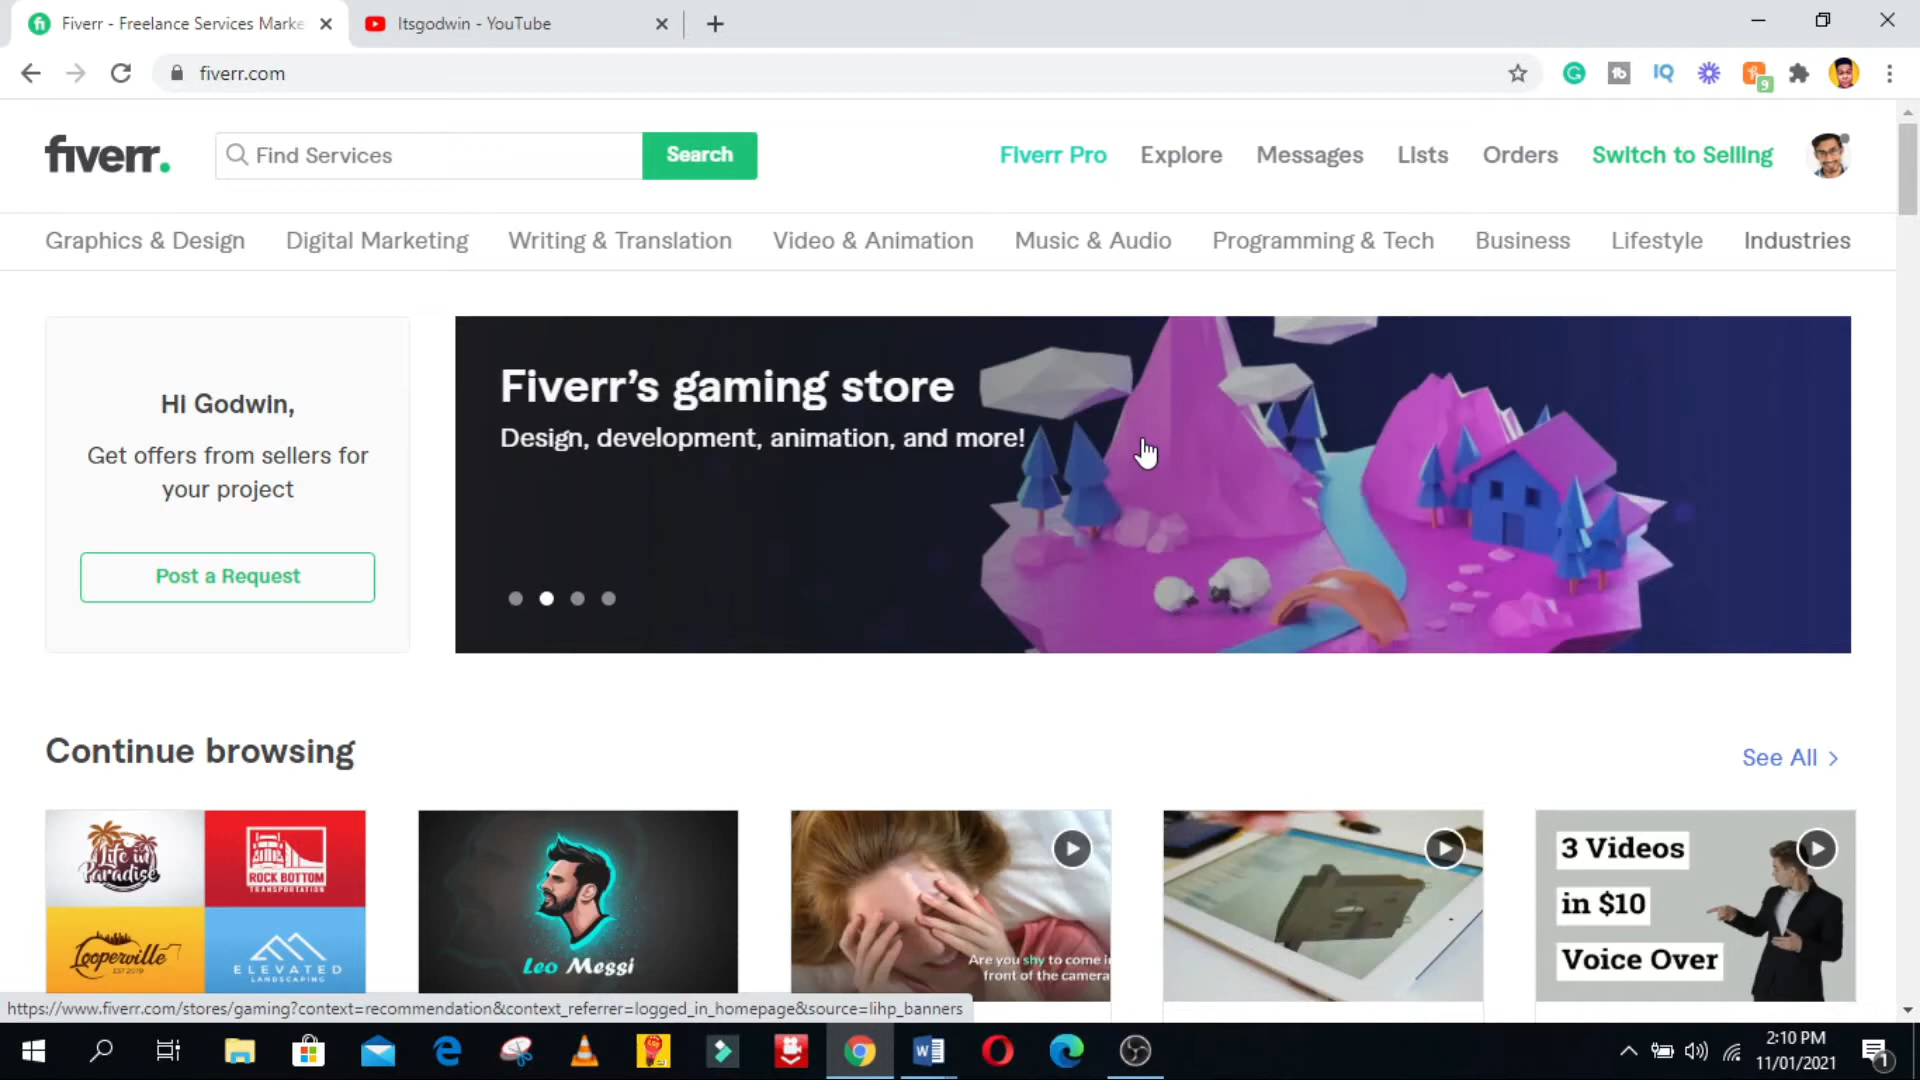 Fiverr - Freelance Services Marke
Itsgodwin - YouTube
fiverr.com
IQ
9
fiverr.
Find Services
Search
Fiverr Pro
Explore
Messages
Lists
Orders
Switch to Selling
Graphics & Design
Digital Marketing
Writing & Translation
Video & Animation
Music & Audio
Programming & Tech
Business
Lifestyle
Industries
Hi Godwin,
Get offers from sellers for
your project
Post a Request
Fiverr’s gaming store
Design, development, animation, and more!
Continue browsing
See All
Life in
Paradise
ROCK BOTTOM
TRANSPORTATION
Looperville
EST 2019
ELEVATED
LANDSCAPING
Leo Messi
Are you shy to come i
front of the camera
3 Videos
in $10
Voice Over
https://www.fiverr.com/stores/gaming?context=recommendation&context_referrer=logged_in_homepage&source=lihp_banners
2:10 PM
11/01/2021
1